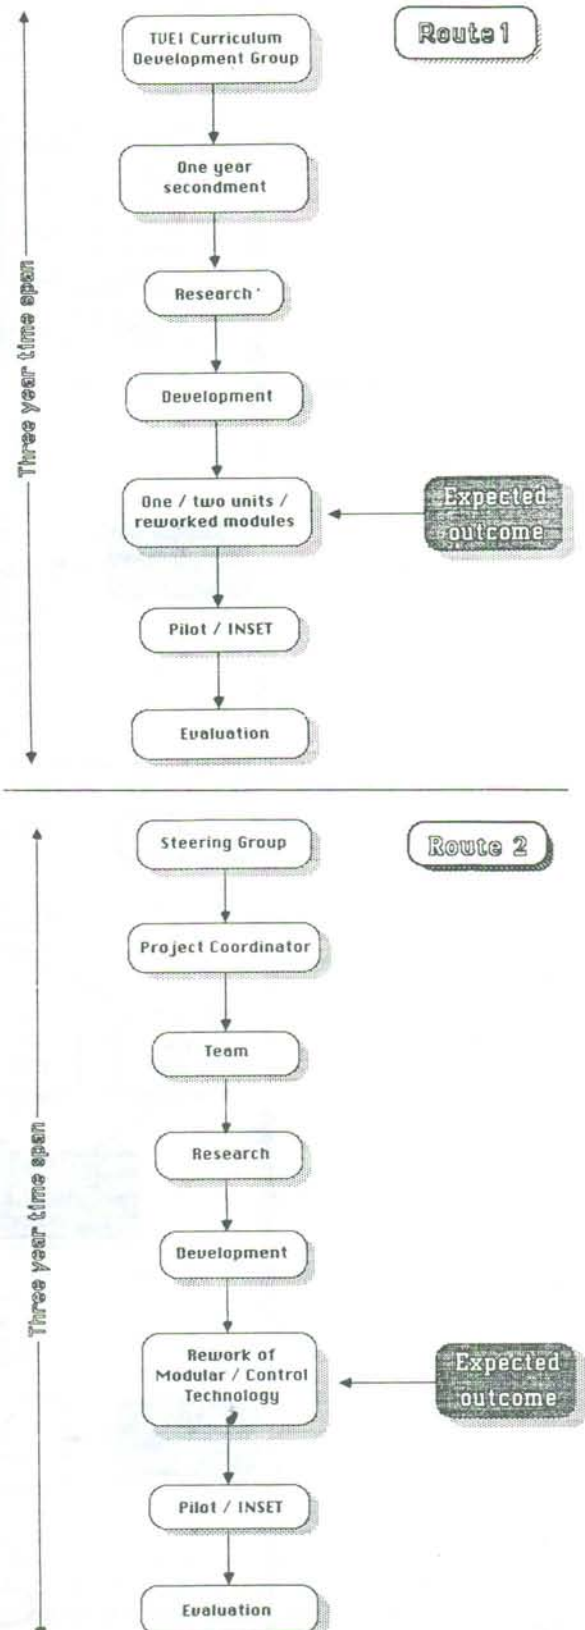 Route 1
TVEI Curriculum
Development Group
One year
secondment
Research
Development
One / two units /
reworked modules
Expected
outcome
Pilot / INSET
Evaluation
Three year time span
Route 2
Steering Group
Project Coordinator
Team
Research
Development
Rework of
Modular / Control
Technology
Expected
outcome
Pilot / INSET
Evaluation
Three year time span